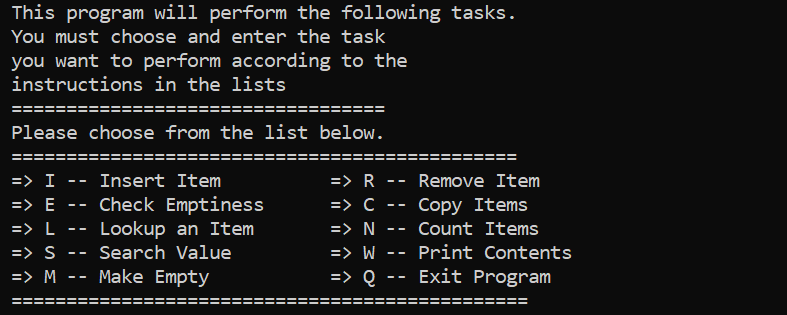 This program will perform the following tasks.
You must choose and enter the task
you want to perform according to the
instructions in the lists
==================================
Please choose from the list below.
==============================================
=> I -- Insert Item          => R -- Remove Item
=> E -- Check Emptiness      => C -- Copy Items
=> L -- Lookup an Item       => N -- Count Items
=> S -- Search Value         => W -- Print Contents
=> M -- Make Empty           => Q -- Exit Program
===============================================